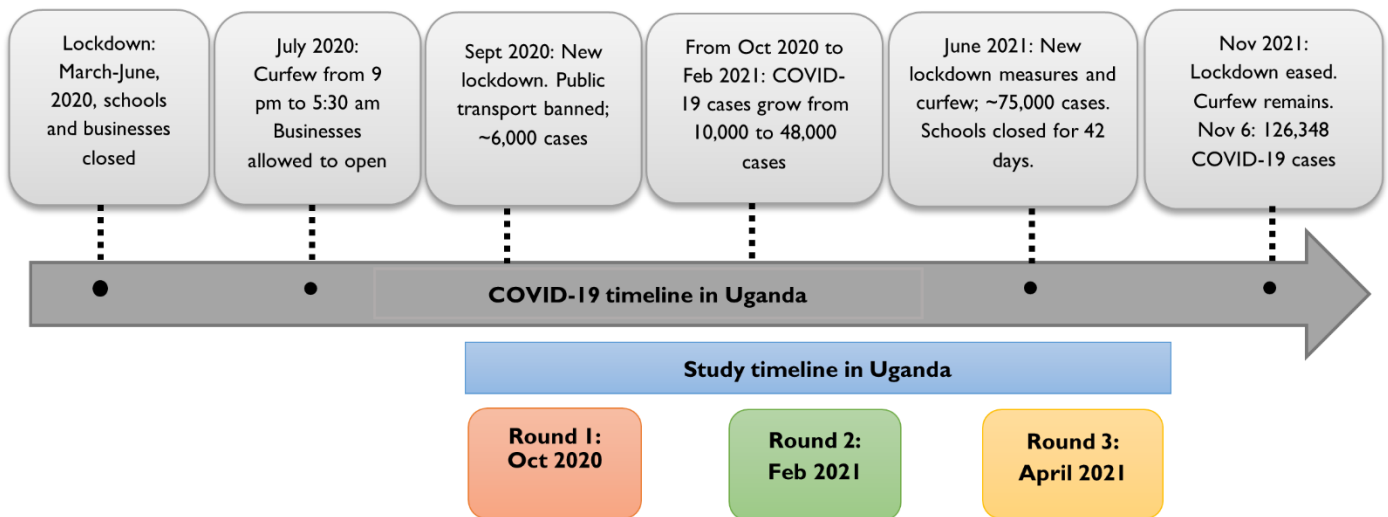 Lockdown:
March-June,
2020, schools
and businesses
closed
July 2020:
Curfew from 9
pm to 5:30 am
Businesses
allowed to open
Sept 2020: New
lockdown. Public
transport banned;
~6,000 cases
From Oct 2020 to
Feb 2021: COVID-
19 cases grow from
10,000 to 48,000
cases
June 2021: New
lockdown measures and
curfew; ~75,000 cases.
Schools closed for 42
days.
Nov 2021:
Lockdown eased.
Curfew remains.
Nov 6: 126,348
COVID-19 cases
COVID-19 timeline in Uganda
Study timeline in Uganda
Round 1:
Oct 2020
Round 2:
Feb 2021
Round 3:
April 2021